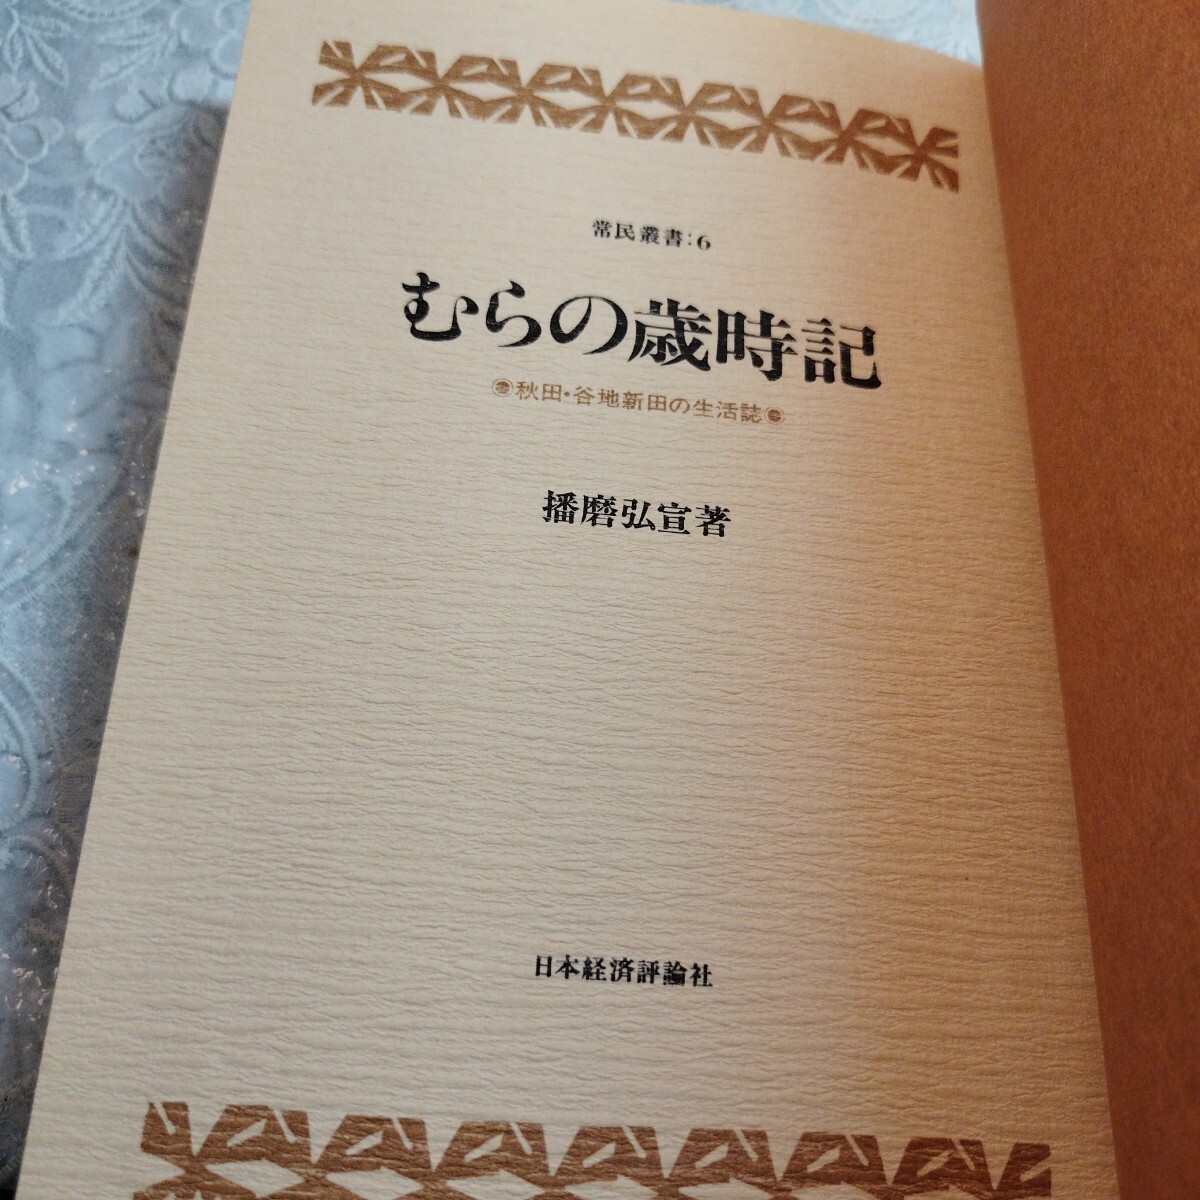 常民叢書:6
むらの歳時記
秋田・谷地新田の生活誌
播磨弘宣著
日本経済評論社